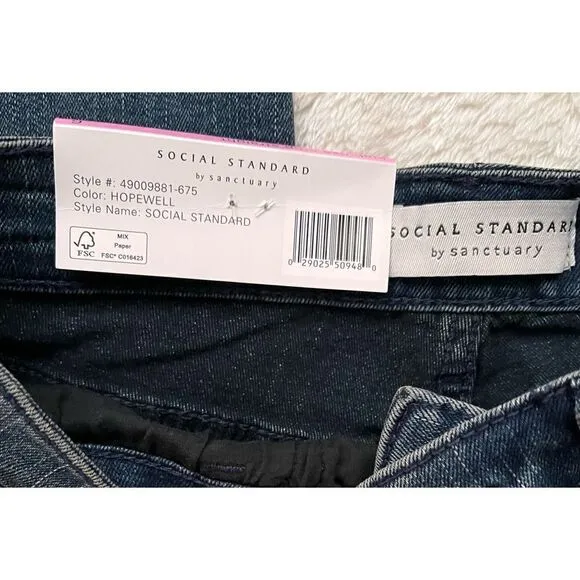 SOCIAL STANDARD
by sanctuary
Style #: 49009881-675
Color: HOPEWELL
Style Name: SOCIAL STANDARD
FSC
MIX
Paper
FSC® C016423
0 29025 50948 0
SOCIAL STANDAR
by sanctuary